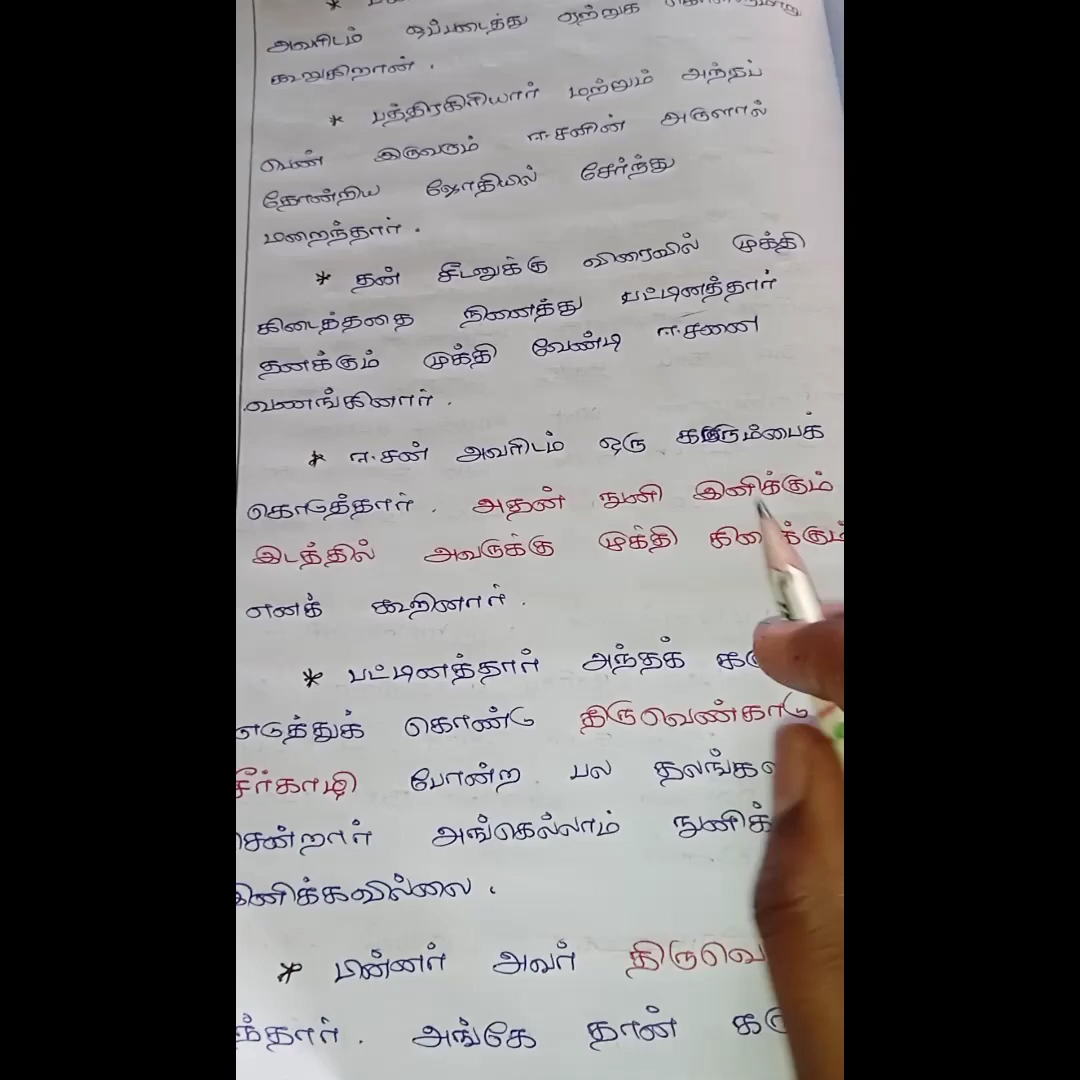 அவரிடம் ஒப்படைத்து ஏற்றுக்
கூறுகிறான்.
* பத்திரகிரியார் மற்றும் அந்தப்
பெண் இருவரும் ஈசனின் அருளால்
தோன்றிய ஜோதியில் சேர்ந்து
மறைந்தார்.
* தன் சீடனுக்கு விரைவில் முக்தி
கிடைத்ததை நினைத்து பட்டினத்தார்
தனக்கும் முக்தி வேண்டி ஈசனை
வணங்கினார்.
* ஈசன் அவரிடம் ஒரு கரும்பைக்
கொடுத்தார். அதன் நுனி இனிக்கும்
இடத்தில் அவருக்கு முக்தி கிடைக்கும்
எனக் கூறினார்.
* பட்டினத்தார் அந்தக்
எடுத்துக் கொண்டு திருவெண்காடு
சீர்காழி போன்ற பல
சென்றார் அங்கெல்லாம்
இனிக்கவில்லை.
* பின்னர் அவர்
அங்கே தான்